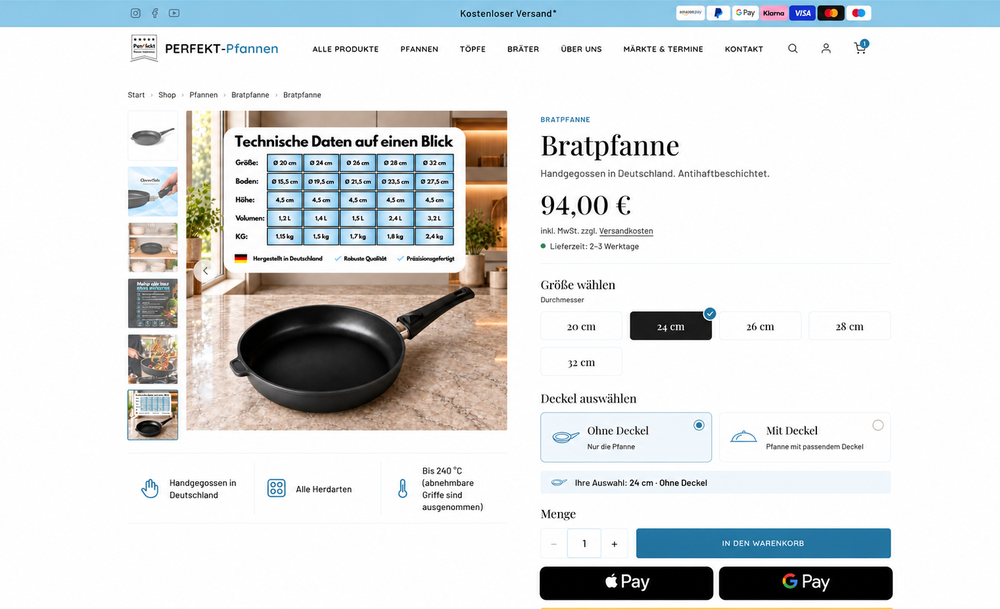 Kostenloser Versand*
amazon pay
G Pay
Klarna
VISA
PERFEKT-Pfannen
ALLE PRODUKTE
PFANNEN
TÖPFE
BRÄTER
ÜBER UNS
MÄRKTE & TERMINE
KONTAKT
1
Start › Shop › Pfannen › Bratpfanne › Bratpfanne
Technische Daten auf einen Blick
Größe: Ø 20 cm Ø 24 cm Ø 26 cm Ø 28 cm Ø 32 cm
Boden: Ø 15,5 cm Ø 19,5 cm Ø 21,5 cm Ø 23,5 cm Ø 27,5 cm
Höhe: 4,5 cm 4,5 cm 4,5 cm 4,5 cm 4,5 cm
Volumen: 1,2 L 1,4 L 1,5 L 2,4 L 3,2 L
KG: 1,15 kg 1,5 kg 1,7 kg 1,8 kg 2,4 kg
Hergestellt in Deutschland
Robuste Qualität
Präzisionsgefertigt
Handgegossen in
Deutschland
Alle Herdarten
Bis 240 °C
(abnehmbare
Griffe sind
ausgenommen)
BRATPFANNE
Bratpfanne
Handgegossen in Deutschland. Antihaftbeschichtet.
94,00 €
inkl. MwSt. zzgl. Versandkosten
Lieferzeit: 2–3 Werktage
Größe wählen
Durchmesser
20 cm
24 cm
26 cm
28 cm
32 cm
Deckel auswählen
Ohne Deckel
Nur die Pfanne
Mit Deckel
Pfanne mit passendem Deckel
Ihre Auswahl: 24 cm · Ohne Deckel
Menge
− 1 +
IN DEN WARENKORB
Pay
G Pay